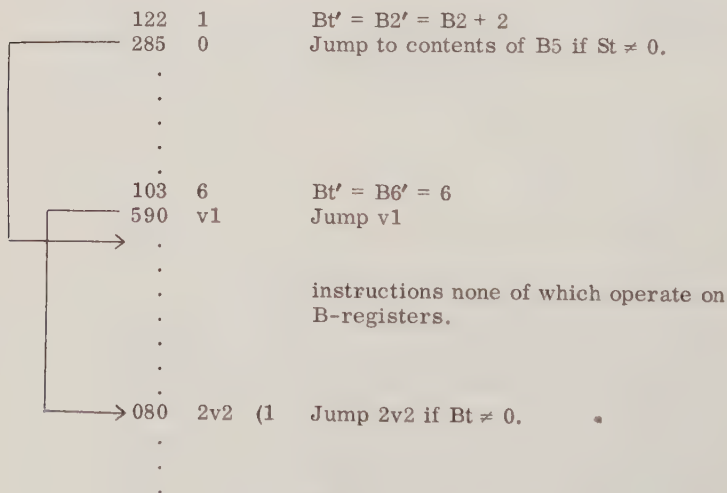 122 1 Bt′ = B2′ = B2 + 2
285 0 Jump to contents of B5 if St ≠ 0.
103 6 Bt′ = B6′ = 6
590 v1 Jump v1
instructions none of which operate on
B-registers.
080 2v2 (1 Jump 2v2 if Bt ≠ 0.